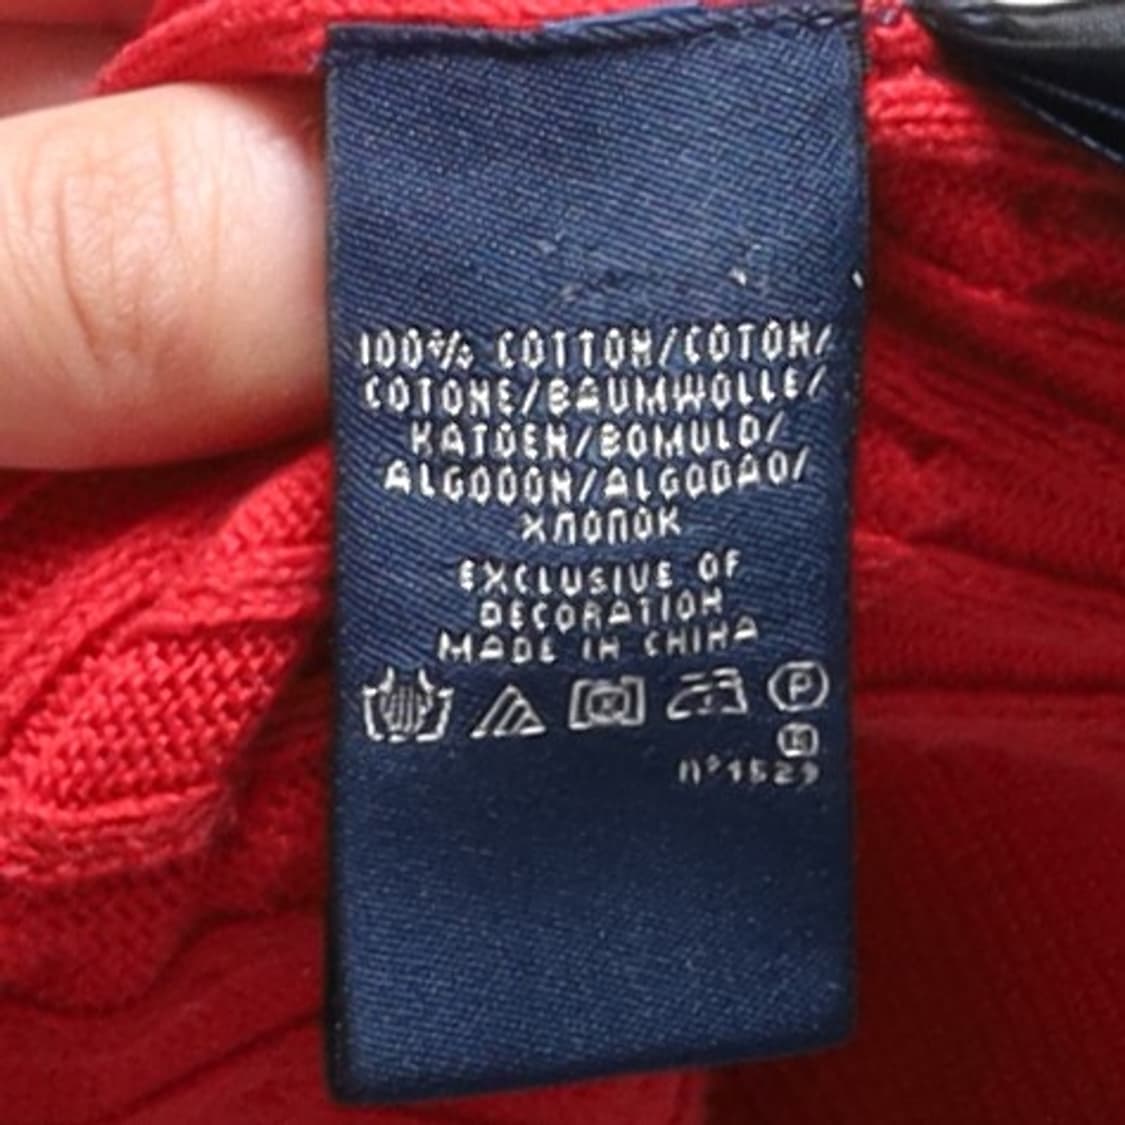 100% COTTON/COTON/
COTONE/BAUMWOLLE/
KATOEN/BOMULD/
ALGODON/ALGODAO/
ХЛОПОК
EXCLUSIVE OF
DECORATION
MADE IN CHINA
P
n°1529